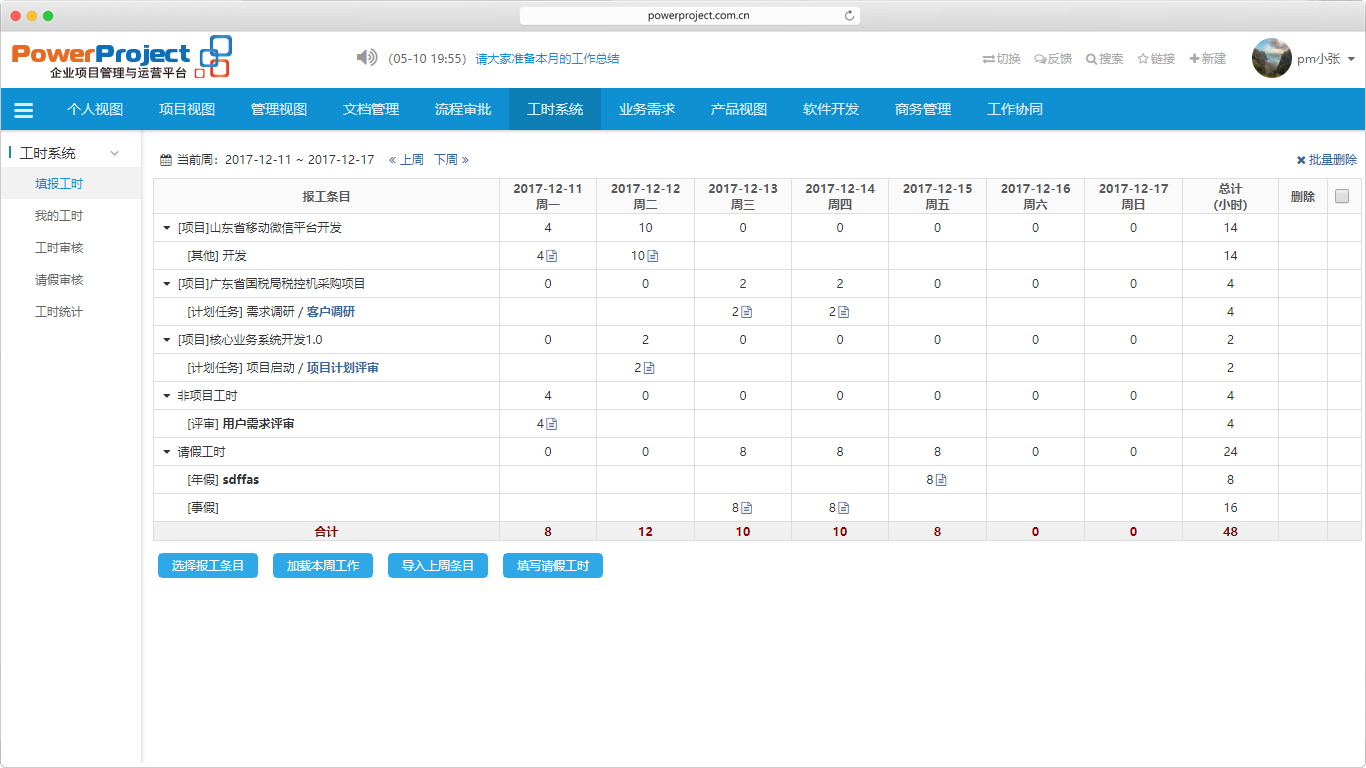 powerproject.com.cn
PowerProject
企业项目管理与运营平台
(05-10 19:55) 请大家准备本月的工作总结
切换 反馈 搜索 链接 新建 pm小张
个人视图 项目视图 管理视图 文档管理 流程审批 工时系统 业务需求 产品视图 软件开发 商务管理 工作协同
工时系统
填报工时
我的工时
工时审核
请假审核
工时统计
当前周: 2017-12-11 ~ 2017-12-17 « 上周 下周 » 批量删除
报工条目 2017-12-11 周一 2017-12-12 周二 2017-12-13 周三 2017-12-14 周四 2017-12-15 周五 2017-12-16 周六 2017-12-17 周日 总计 (小时) 删除
[项目]山东省移动微信平台开发 4 10 0 0 0 0 0 14
[其他] 开发 4 10 14
[项目]广东省国税局税控机采购项目 0 0 2 2 0 0 0 4
[计划任务] 需求调研 / 客户调研 2 2 4
[项目]核心业务系统开发1.0 0 2 0 0 0 0 0 2
[计划任务] 项目启动 / 项目计划评审 2 2
非项目工时 4 0 0 0 0 0 0 4
[评审] 用户需求评审 4 4
请假工时 0 0 8 8 8 0 0 24
[年假] sdffas 8 8
[事假] 8 8 16
合计 8 12 10 10 8 0 0 48
选择报工条目 加载本周工作 导入上周条目 填写请假工时